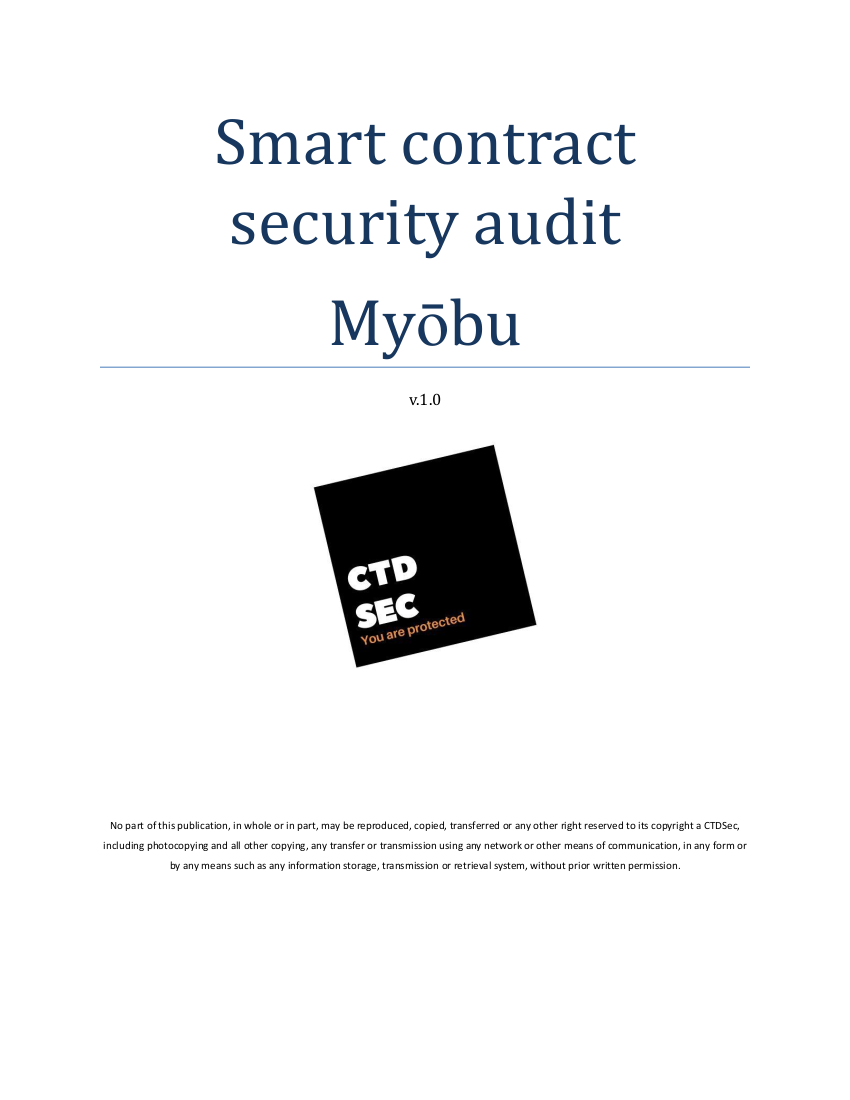 Smart contract
security audit
Myōbu
v.1.0
CTD
SEC
You are protected
No part of this publication, in whole or in part, may be reproduced, copied, transferred or any other right reserved to its copyright a CTDSec,
including photocopying and all other copying, any transfer or transmission using any network or other means of communication, in any form or
by any means such as any information storage, transmission or retrieval system, without prior written permission.